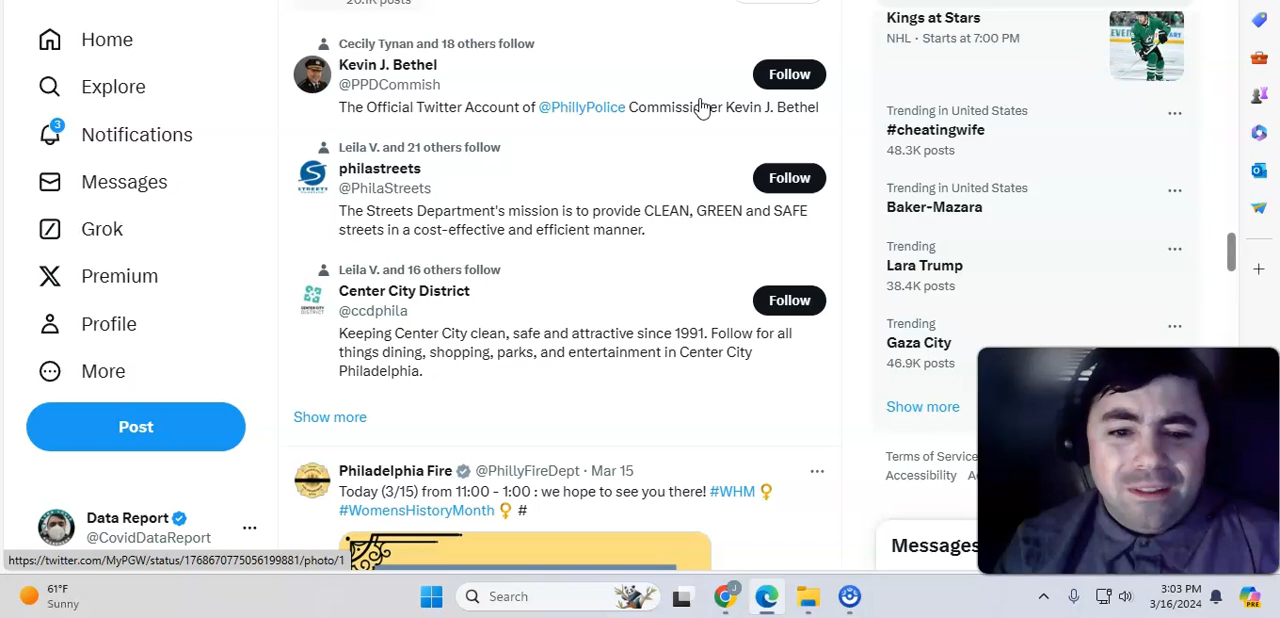 Home
Explore
3
Notifications
Messages
Grok
Premium
Profile
More
Post
Data Report
@CovidDataReport
https://twitter.com/MyPGW/status/1768670775056199881/photo/1
Cecily Tynan and 18 others follow
Kevin J. Bethel
@PPDCommish
The Official Twitter Account of @PhillyPolice Commissioner Kevin J. Bethel
Follow
Leila V. and 21 others follow
philastreets
@PhilaStreets
The Streets Department's mission is to provide CLEAN, GREEN and SAFE
streets in a cost-effective and efficient manner.
Follow
STREETS
Leila V. and 16 others follow
Center City District
@ccdphila
Keeping Center City clean, safe and attractive since 1991. Follow for all
things dining, shopping, parks, and entertainment in Center City
Philadelphia.
Follow
CENTER CITY
DISTRICT
Show more
Philadelphia Fire @PhillyFireDept · Mar 15
Today (3/15) from 11:00 - 1:00 : we hope to see you there! #WHM
#WomensHistoryMonth #
Kings at Stars
NHL · Starts at 7:00 PM
Trending in United States
#cheatingwife
48.3K posts
Trending in United States
Baker-Mazara
Trending
Lara Trump
38.4K posts
Trending
Gaza City
46.9K posts
Show more
Terms of Service
Accessibility
Messages
61°F
Sunny
Search
3:03 PM
3/16/2024
PRE